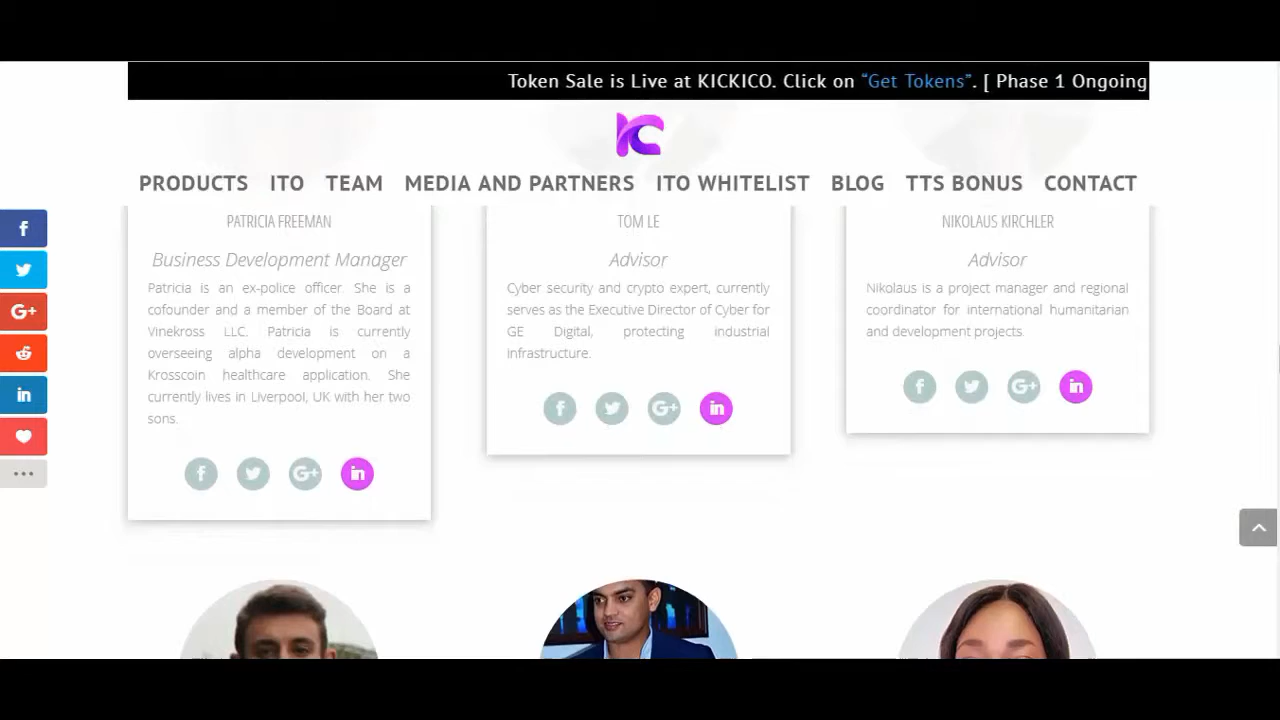 Token Sale is Live at KICKICO. Click on “Get Tokens”. [ Phase 1 Ongoing
PRODUCTS ITO TEAM MEDIA AND PARTNERS ITO WHITELIST BLOG TTS BONUS CONTACT
PATRICIA FREEMAN
Business Development Manager
Patricia is an ex-police officer. She is a
cofounder and a member of the Board at
Vinekross LLC. Patricia is currently
overseeing alpha development on a
Krosscoin healthcare application. She
currently lives in Liverpool, UK with her two
sons.
TOM LE
Advisor
Cyber security and crypto expert, currently
serves as the Executive Director of Cyber for
GE Digital, protecting industrial
infrastructure.
NIKOLAUS KIRCHLER
Advisor
Nikolaus is a project manager and regional
coordinator for international humanitarian
and development projects.